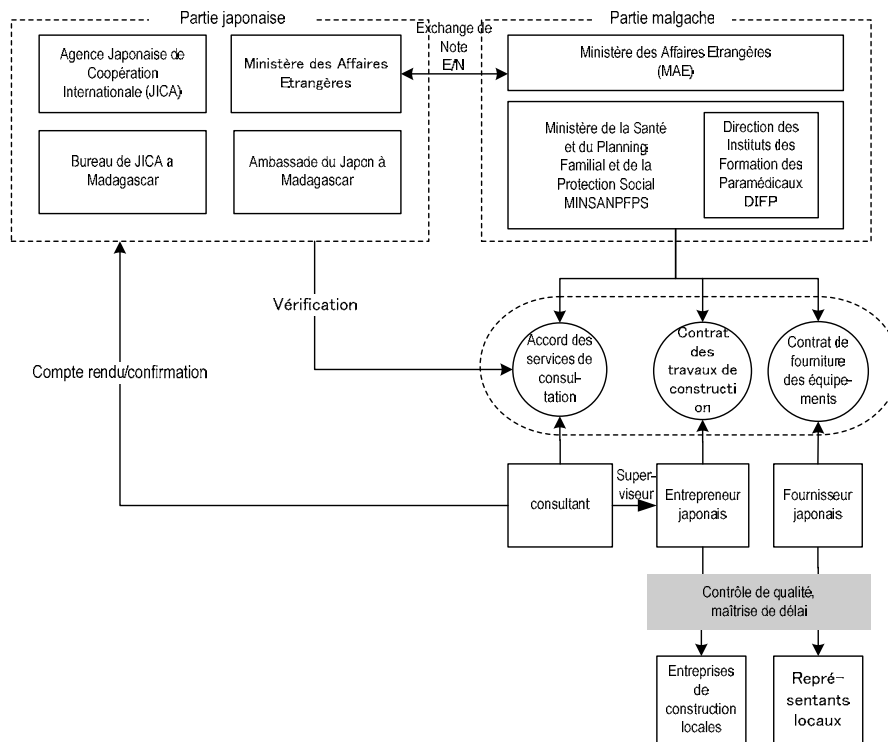 Partie japonaise
Agence Japonaise de
Coopération
Internationale (JICA)
Ministère des Affaires
Etrangères
Bureau de JICA à
Madagascar
Ambassade du Japon à
Madagascar
Exchange de
Note
E/N
Partie malgache
Ministère des Affaires Etrangères
(MAE)
Ministère de la Santé
et du Planning
Familial et de la
Protection Social
MINSANPFPS
Direction des
Instituts des
Formation des
Paramédicaux
DIFP
Vérification
Compte rendu/confirmation
Accord des
services de
consul-
tation
Contrat
des
travaux de
constructi
on
Contrat de
fourniture
des équipe-
ments
consultant
Super-
viseur
Entrepreneur
japonais
Fournisseur
japonais
Contrôle de qualité,
maîtrise de délai
Entreprises
de
construction
locales
Repré-
sentants
locaux